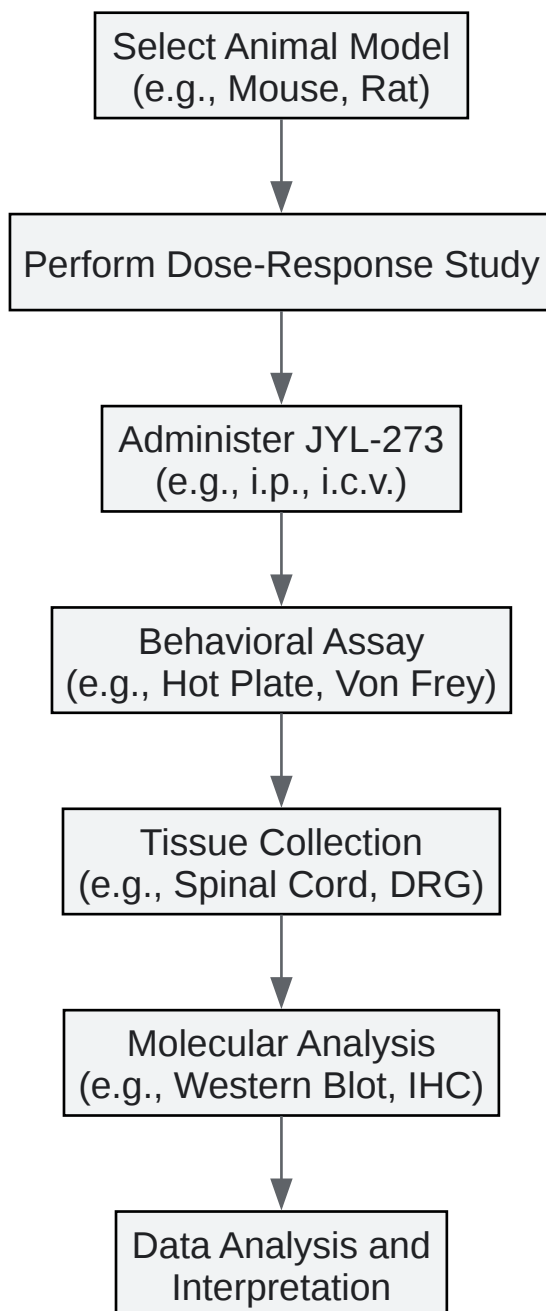 Select Animal Model
(e.g., Mouse, Rat)
Perform Dose-Response Study
Administer JYL-273
(e.g., i.p., i.c.v.)
Behavioral Assay
(e.g., Hot Plate, Von Frey)
Tissue Collection
(e.g., Spinal Cord, DRG)
Molecular Analysis
(e.g., Western Blot, IHC)
Data Analysis and
Interpretation